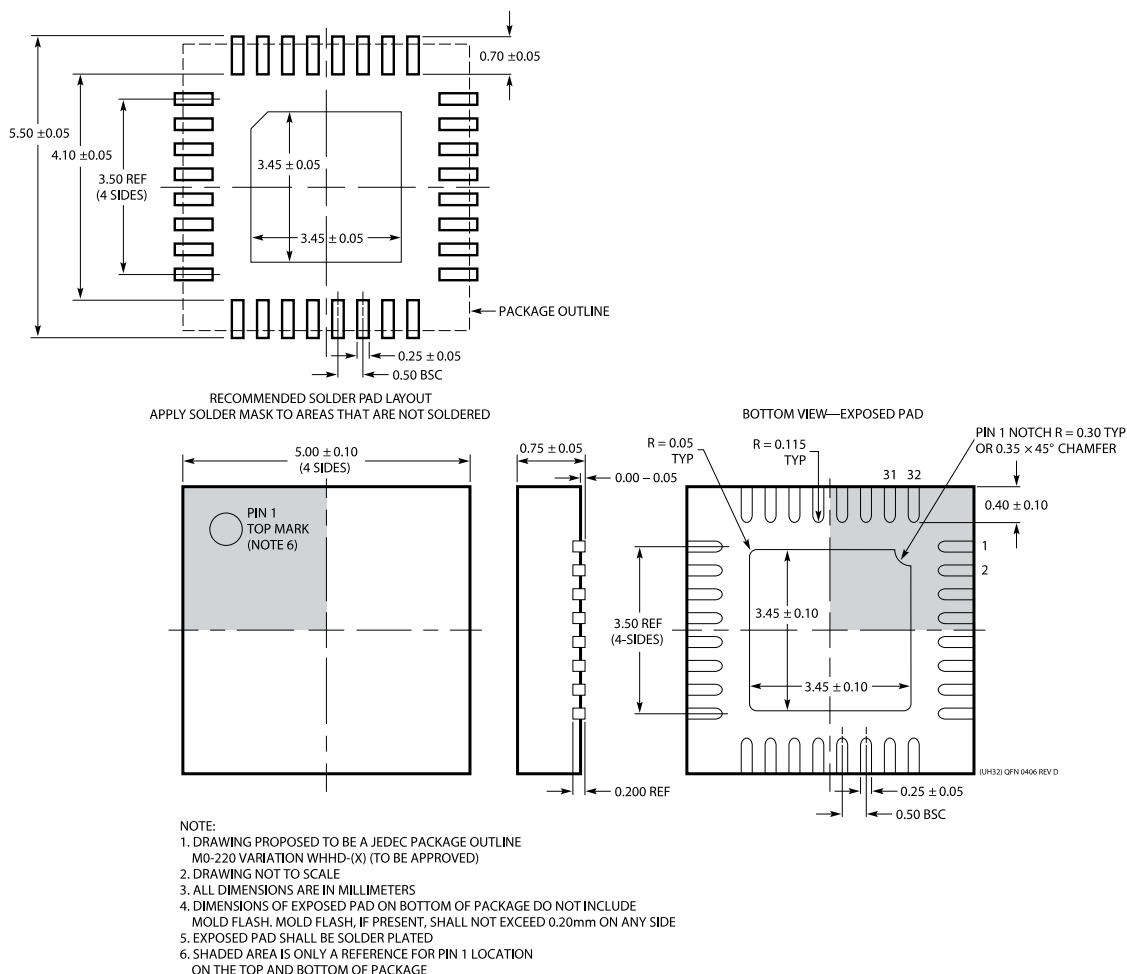 0.70 ±0.05
5.50 ±0.05
4.10 ±0.05
3.50 REF
(4 SIDES)
3.45 ± 0.05
3.45 ± 0.05
PACKAGE OUTLINE
0.25 ± 0.05
0.50 BSC
RECOMMENDED SOLDER PAD LAYOUT
APPLY SOLDER MASK TO AREAS THAT ARE NOT SOLDERED
5.00 ± 0.10
(4 SIDES)
PIN 1
TOP MARK
(NOTE 6)
0.75 ± 0.05
0.00 – 0.05
0.200 REF
BOTTOM VIEW—EXPOSED PAD
R = 0.05
TYP
R = 0.115
TYP
PIN 1 NOTCH R = 0.30 TYP
OR 0.35 × 45° CHAMFER
31 32
0.40 ± 0.10
1
2
3.50 REF
(4-SIDES)
3.45 ± 0.10
3.45 ± 0.10
(UH32) QFN 0406 REV D
0.25 ± 0.05
0.50 BSC
NOTE:
1. DRAWING PROPOSED TO BE A JEDEC PACKAGE OUTLINE
M0-220 VARIATION WHHD-(X) (TO BE APPROVED)
2. DRAWING NOT TO SCALE
3. ALL DIMENSIONS ARE IN MILLIMETERS
4. DIMENSIONS OF EXPOSED PAD ON BOTTOM OF PACKAGE DO NOT INCLUDE
MOLD FLASH. MOLD FLASH, IF PRESENT, SHALL NOT EXCEED 0.20mm ON ANY SIDE
5. EXPOSED PAD SHALL BE SOLDER PLATED
6. SHADED AREA IS ONLY A REFERENCE FOR PIN 1 LOCATION
ON THE TOP AND BOTTOM OF PACKAGE